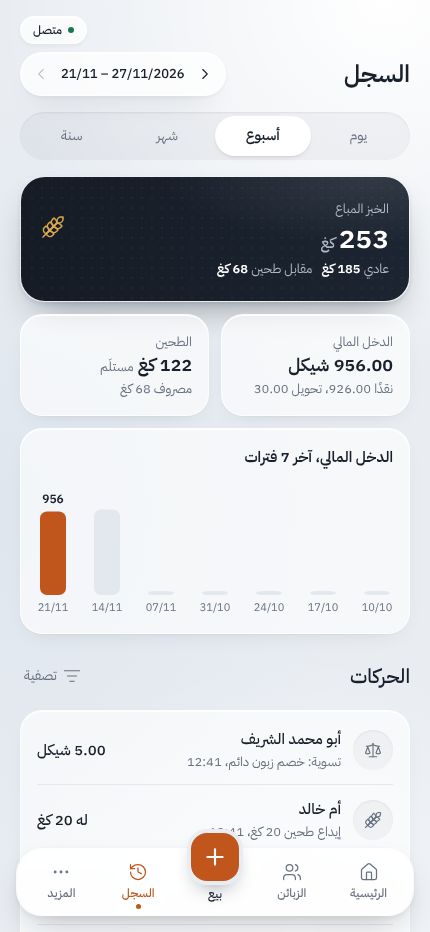 متصل
السجل
21/11 – 27/11/2026
يوم
أسبوع
شهر
سنة
الخبز المباع
253 كغ
عادي 185 كغ مقابل طحين 68 كغ
الدخل المالي
956.00 شيكل
نقدًا 926.00، تحويل 30.00
الطحين
122 كغ مستلَم
مصروف 68 كغ
الدخل المالي، آخر 7 فترات
956
21/11 14/11 07/11 31/10 24/10 17/10 10/10
الحركات
تصفية
أبو محمد الشريف
5.00 شيكل
تسوية: خصم زبون دائم، 12:41
أم خالد
له 20 كغ
إيداع طحين 20 كغ،
الرئيسية
الزبائن
بيع
السجل
المزيد